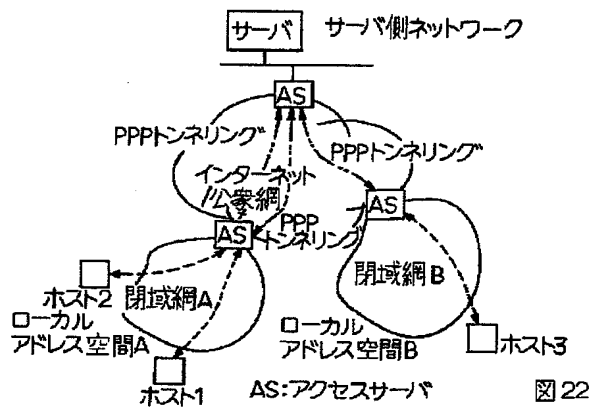 サーバ
サーバ側ネットワーク
AS
PPPトンネリング
PPPトンネリング
インターネット
/公衆網
AS
PPP
トンネリング
AS
ホスト2
閉域網A
閉域網B
ローカル
アドレス空間A
ローカル
アドレス空間B
ホスト3
ホスト1
AS:アクセスサーバ
図22